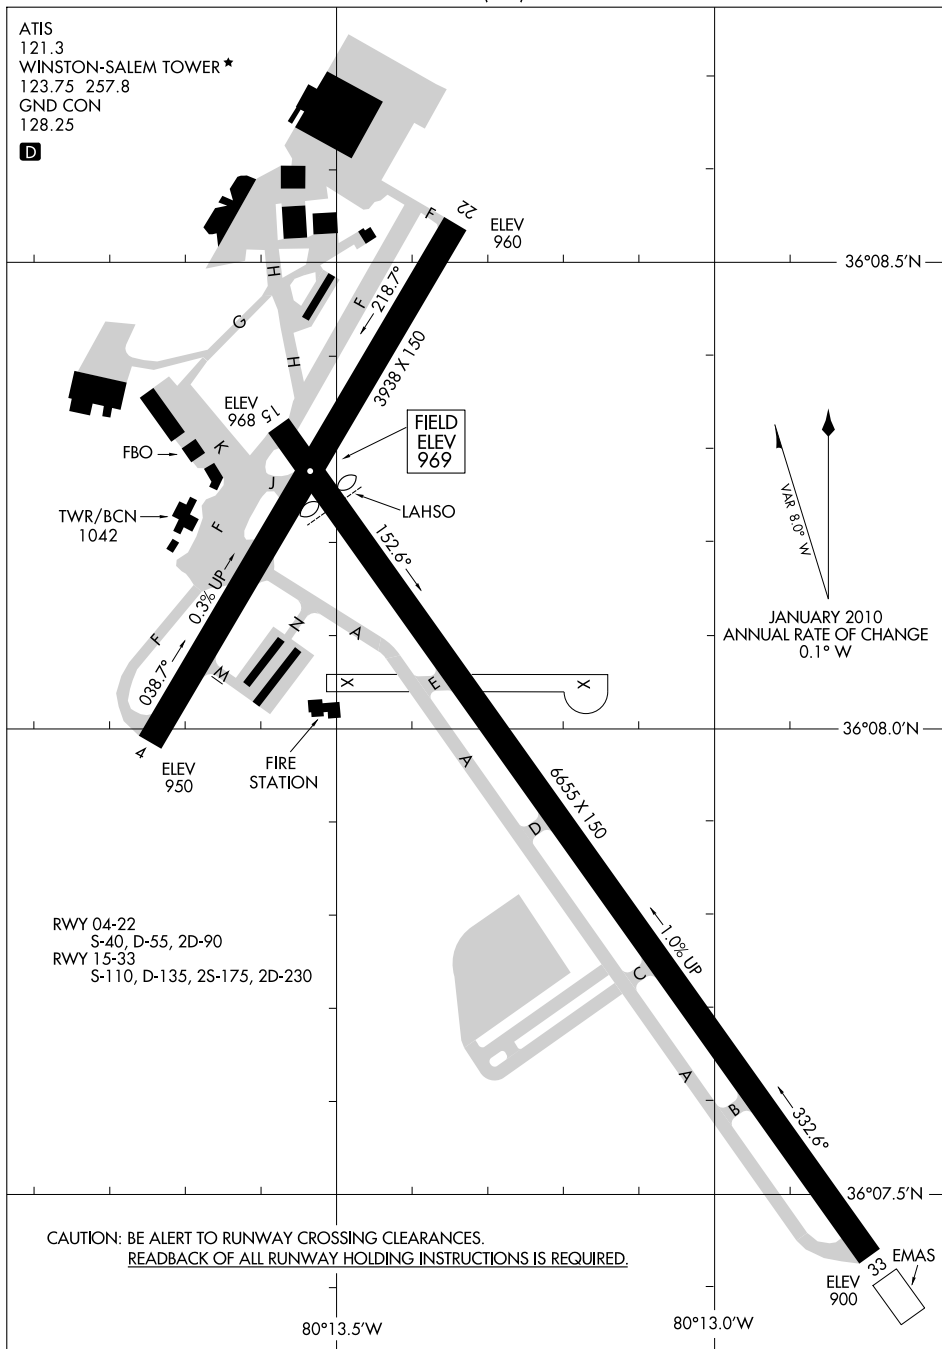 ATIS
121.3
WINSTON-SALEM TOWER★
123.75 257.8
GND CON
128.25
D
F
22
ELEV
960
36°08.5'N
H
F
218.7°
G
H
3938 X 150
ELEV
968
15
FIELD
ELEV
969
K
FBO
J
LAHSO
TWR/BCN
1042
F
152.6°
VAR 8.0° W
0.3% UP
JANUARY 2010
ANNUAL RATE OF CHANGE
0.1° W
F
N
A
038.7°
M
X
E
X
4
36°08.0'N
ELEV
950
FIRE
STATION
A
6655 X 150
D
RWY 04-22
S-40, D-55, 2D-90
RWY 15-33
S-110, D-135, 2S-175, 2D-230
1.0% UP
C
A
B
332.6°
36°07.5'N
CAUTION: BE ALERT TO RUNWAY CROSSING CLEARANCES.
READBACK OF ALL RUNWAY HOLDING INSTRUCTIONS IS REQUIRED.
33
EMAS
ELEV
900
80°13.5'W
80°13.0'W